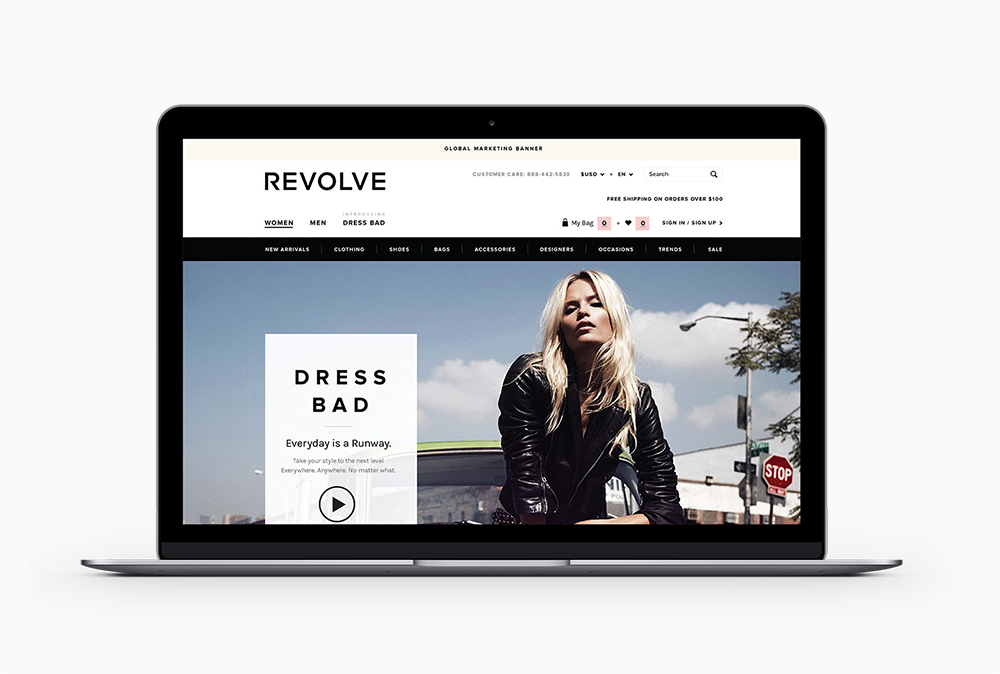 GLOBAL MARKETING BANNER
REVOLVE
CUSTOMER CARE: 888-442-5830 $USD EN Search
FREE SHIPPING ON ORDERS OVER $100
INTRODUCING
WOMEN MEN DRESS BAD
My Bag 0 0 SIGN IN / SIGN UP
NEW ARRIVALS CLOTHING SHOES BAGS ACCESSORIES DESIGNERS OCCASIONS TRENDS SALE
DRESS
BAD
Everyday is a Runway.
Take your style to the next level
Everywhere. Anywhere. No matter what.
STOP